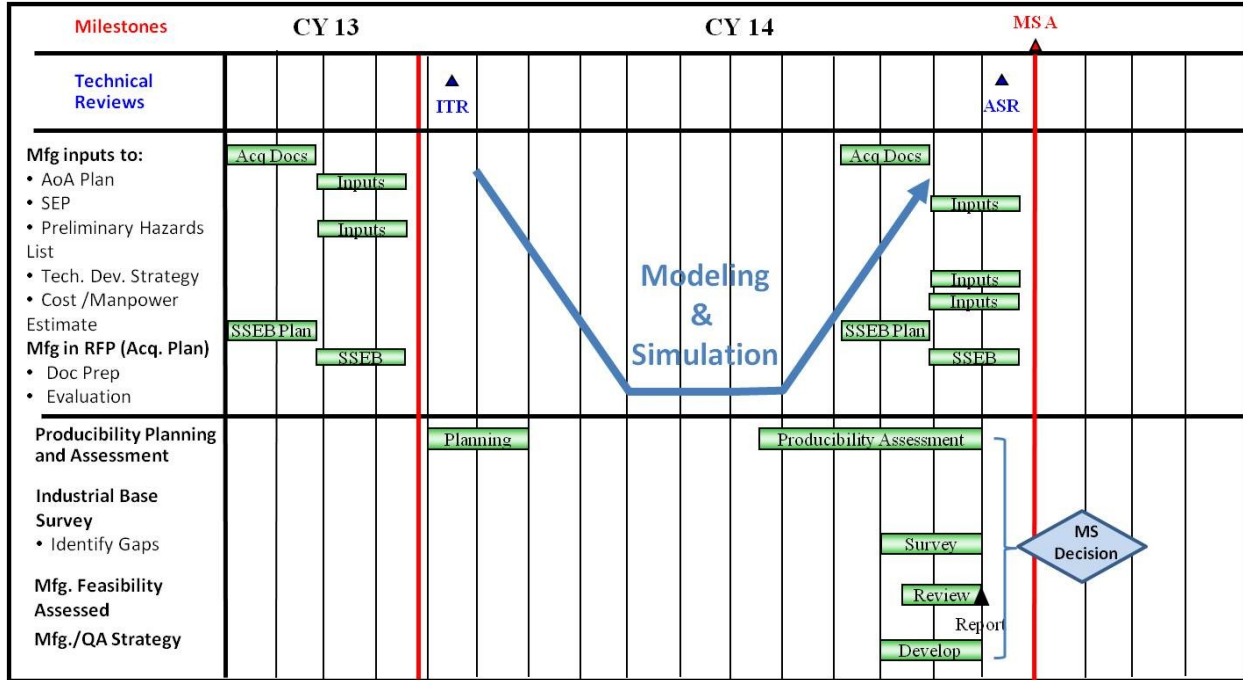 Milestones
CY 13
CY 14
MS A
Technical
Reviews
ITR
ASR
Mfg inputs to:
• AoA Plan
• SEP
• Preliminary Hazards
List
• Tech. Dev. Strategy
• Cost /Manpower
Estimate
Mfg in RFP (Acq. Plan)
• Doc Prep
• Evaluation
Acq Docs
Inputs
Inputs
SSEB Plan
SSEB
Modeling
&
Simulation
Acq Docs
Inputs
Inputs
Inputs
SSEB Plan
SSEB
Producibility Planning
and Assessment
Planning
Producibility Assessment
Industrial Base
Survey
• Identify Gaps
Survey
Mfg. Feasibility
Assessed
Review
Report
Mfg./QA Strategy
Develop
MS
Decision